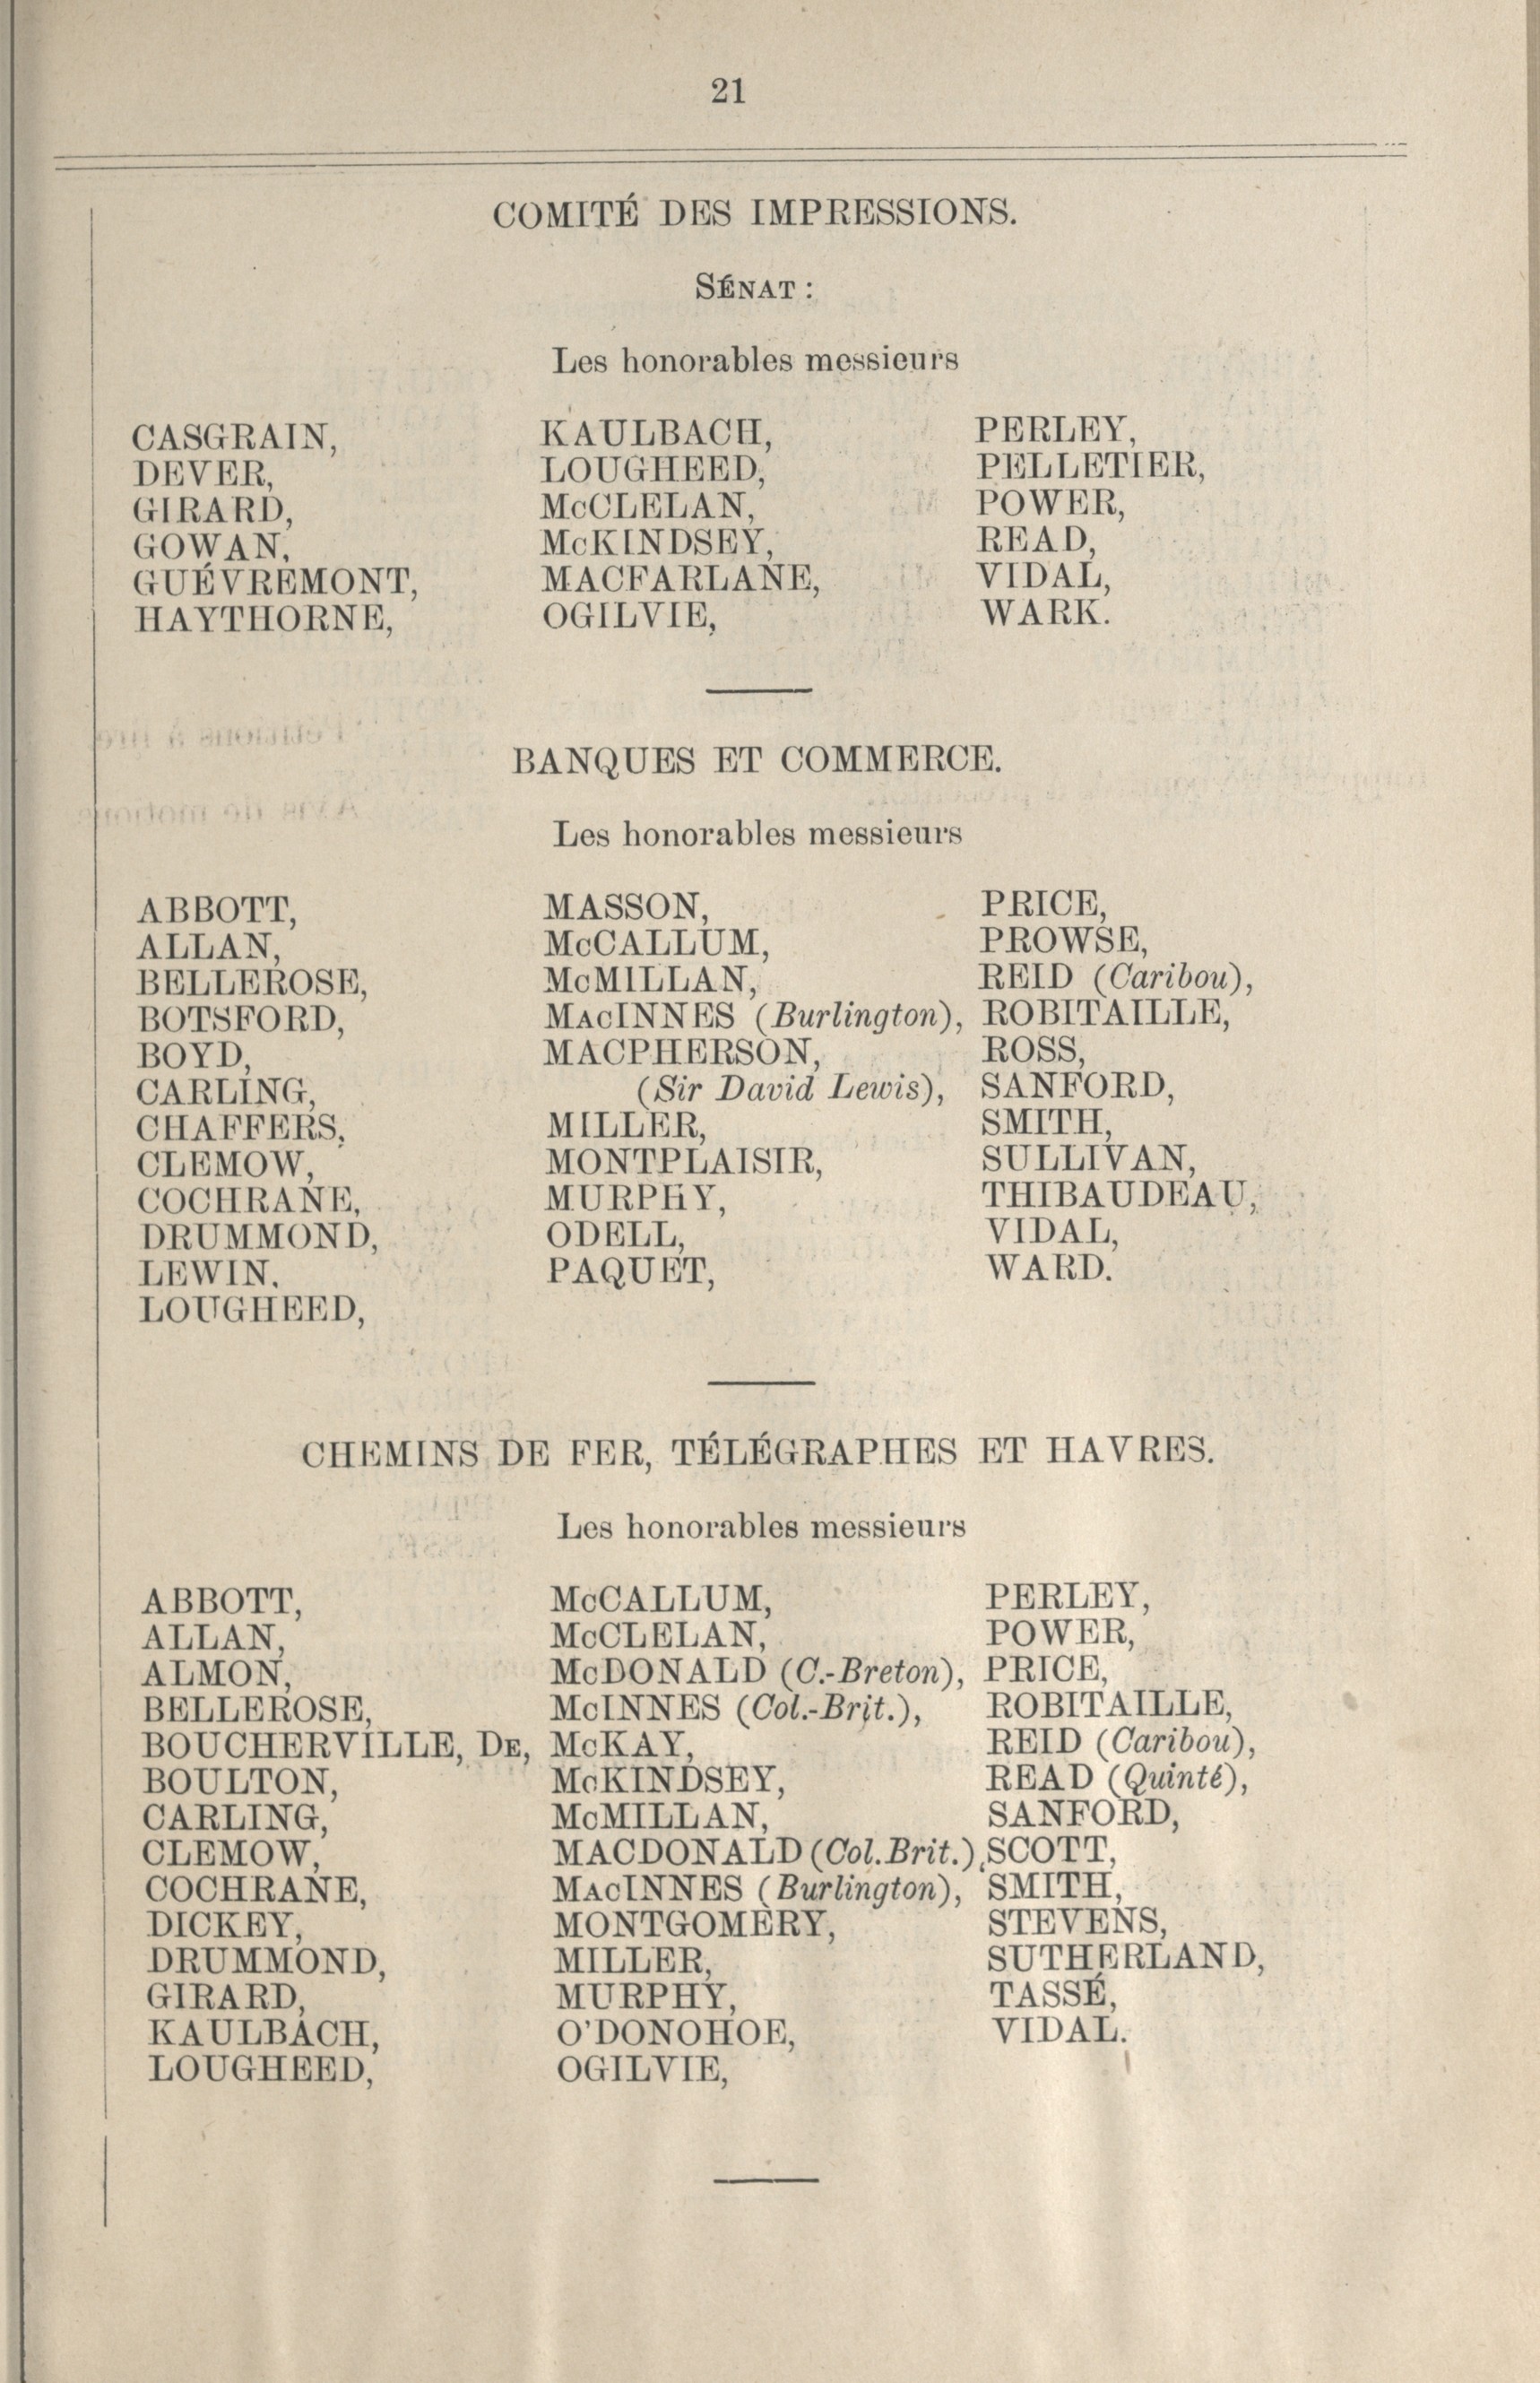 21
COMITÉ DES IMPRESSIONS.
SÉNAT :
Les honorables messieurs
CASGRAIN,
DEVER,
GIRARD,
GOWAN,
GUÉVREMONT,
HAYTHORNE,
KAULBACH,
LOUGHEED,
McCLELAN,
McKINDSEY,
MACFARLANE,
OGILVIE,
PERLEY,
PELLETIER,
POWER,
READ,
VIDAL,
WARK.
BANQUES ET COMMERCE.
Les honorables messieurs
ABBOTT,
ALLAN,
BELLEROSE,
BOTSFORD,
BOYD,
CARLING,
CHAFFERS,
CLEMOW,
COCHRANE,
DRUMMOND,
LEWIN,
LOUGHEED,
MASSON,
McCALLUM,
McMILLAN,
MacINNES (Burlington),
MACPHERSON,
(Sir David Lewis),
MILLER,
MONTPLAISIR,
MURPHY,
ODELL,
PAQUET,
PRICE,
PROWSE,
REID (Caribou),
ROBITAILLE,
ROSS,
SANFORD,
SMITH,
SULLIVAN,
THIBAUDEAU,
VIDAL,
WARD.
CHEMINS DE FER, TÉLÉGRAPHES ET HAVRES.
Les honorables messieurs
ABBOTT,
ALLAN,
ALMON,
BELLEROSE,
BOUCHERVILLE, DE,
BOULTON,
CARLING,
CLEMOW,
COCHRANE,
DICKEY,
DRUMMOND,
GIRARD,
KAULBACH,
LOUGHEED,
McCALLUM,
McCLELAN,
McDONALD (C.-Breton),
McINNES (Col.-Brit.),
McKAY,
McKINDSEY,
McMILLAN,
MACDONALD (Col. Brit.),
MacINNES (Burlington),
MONTGOMERY,
MILLER,
MURPHY,
O'DONOHOE,
OGILVIE,
PERLEY,
POWER,
PRICE,
ROBITAILLE,
REID (Caribou),
READ (Quinté),
SANFORD,
SCOTT,
SMITH,
STEVENS,
SUTHERLAND,
TASSÉ,
VIDAL.